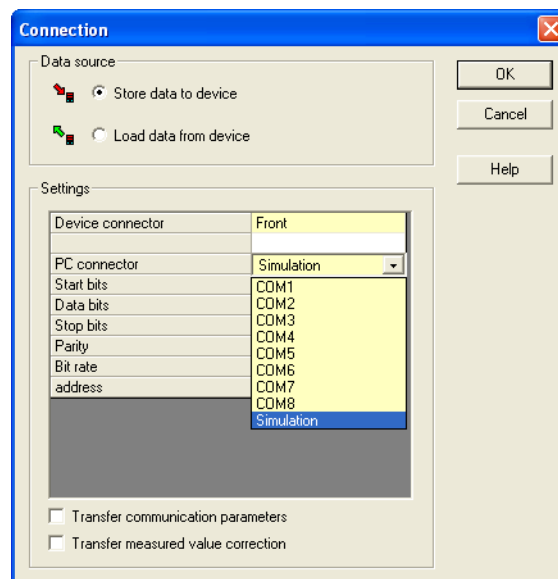 Connection
Data source
Store data to device
Load data from device
OK
Cancel
Help
Settings
Device connector Front
PC connector Simulation
Start bits COM1
Data bits COM2
Stop bits COM3
Parity COM4
Bit rate COM5
address COM6
COM7
COM8
Simulation
Transfer communication parameters
Transfer measured value correction